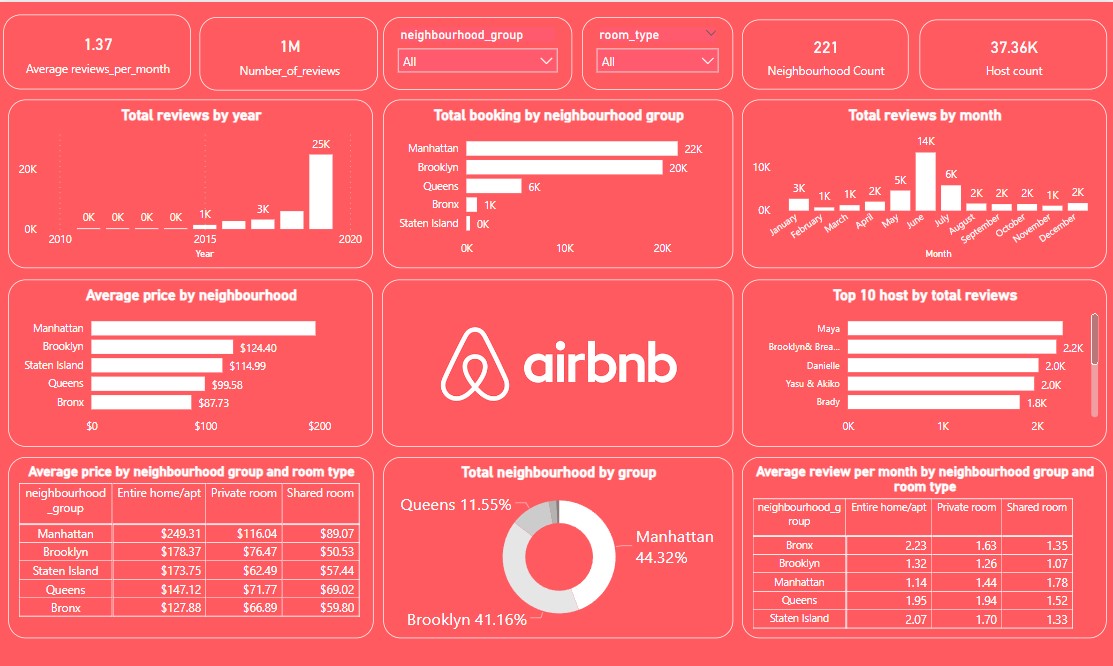 1.37
Average reviews_per_month
1M
Number_of_reviews
neighbourhood_group
All
room_type
All
221
Neighbourhood Count
37.36K
Host count
Total reviews by year
20K
0K
0K
0K
0K
0K
1K
3K
25K
2010
2015
2020
Year
Total booking by neighbourhood group
Manhattan
22K
Brooklyn
20K
Queens
6K
Bronx
1K
Staten Island
0K
0K
10K
20K
Total reviews by month
10K
0K
3K
1K
1K
2K
5K
14K
6K
2K
2K
2K
1K
2K
January
February
March
April
May
June
July
August
September
October
November
December
Month
Average price by neighbourhood
Manhattan
Brooklyn
$124.40
Staten Island
$114.99
Queens
$99.58
Bronx
$87.73
$0
$100
$200
airbnb
Top 10 host by total reviews
Maya
Brooklyn& Brea...
2.2K
Danielle
2.0K
Yasu & Akiko
2.0K
Brady
1.8K
0K
1K
2K
Average price by neighbourhood group and room type
neighbourhood
_group
Entire home/apt
Private room
Shared room
Manhattan $249.31 $116.04 $89.07
Brooklyn $178.37 $76.47 $50.53
Staten Island $173.75 $62.49 $57.44
Queens $147.12 $71.77 $69.02
Bronx $127.88 $66.89 $59.80
Total neighbourhood by group
Queens 11.55%
Manhattan
44.32%
Brooklyn 41.16%
Average review per month by neighbourhood group and
room type
neighbourhood_g
roup
Entire home/apt
Private room
Shared room
Bronx 2.23 1.63 1.35
Brooklyn 1.32 1.26 1.07
Manhattan 1.14 1.44 1.78
Queens 1.95 1.94 1.52
Staten Island 2.07 1.70 1.33